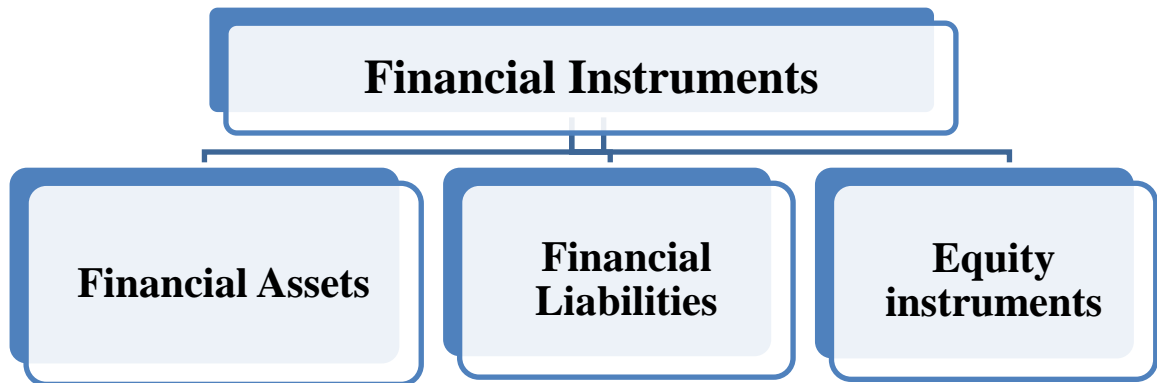 Financial Instruments
Financial Assets
Financial
Liabilities
Equity
instruments